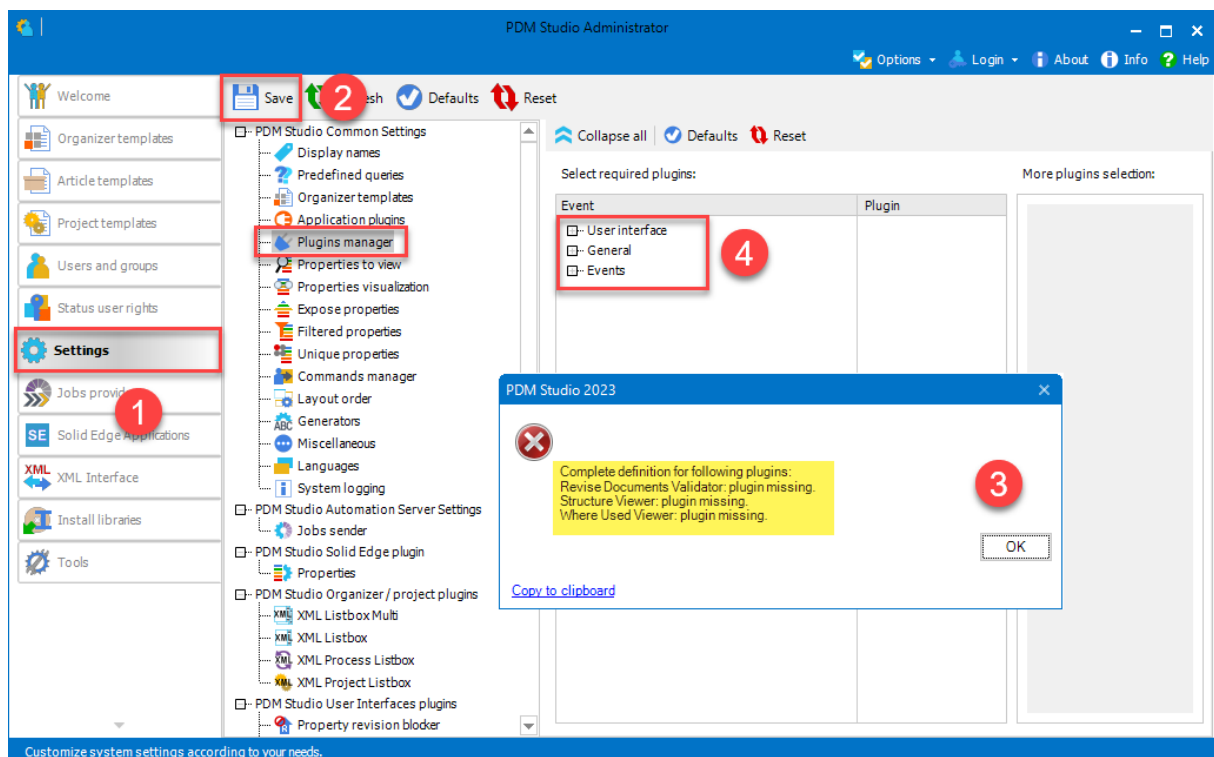 PDM Studio Administrator
Options
Login
About
Info
Help
Welcome
Organizer templates
Article templates
Project templates
Users and groups
Status user rights
Settings
Jobs
1
Solid Edge Applications
SE
XML
XML Interface
Install libraries
Tools
Save
2
Defaults
Reset
PDM Studio Common Settings
Display names
Predefined queries
Organizer templates
Application plugins
Plugins manager
Properties to view
Properties visualization
Expose properties
Filtered properties
Unique properties
Commands manager
Layout order
ABC
Generators
Miscellaneous
Languages
System logging
PDM Studio Automation Server Settings
Jobs sender
PDM Studio Solid Edge plugin
Properties
PDM Studio Organizer / project plugins
XML Listbox Multi
XML Listbox
XML Process Listbox
XML Project Listbox
PDM Studio User Interfaces plugins
Property revision blocker
Collapse all
Defaults
Reset
Select required plugins:
More plugins selection:
Event
Plugin
User interface
General
Events
4
PDM Studio 2023
Complete definition for following plugins:
Revise Documents Validator: plugin missing.
Structure Viewer: plugin missing.
Where Used Viewer: plugin missing.
3
OK
Copy to clipboard
Customize system settings according to your needs.